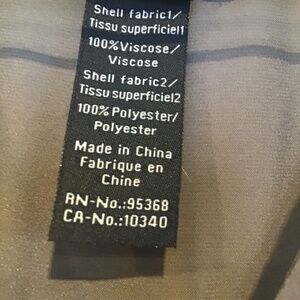 Shell fabric1/
Tissu superficiel1
100%Viscose/
Viscose
Shell fabric2/
Tissu superficiel2
100%Polyester/
Polyester
Made in China
Fabrique en
Chine
RN-No.:95368
CA-No.:10340